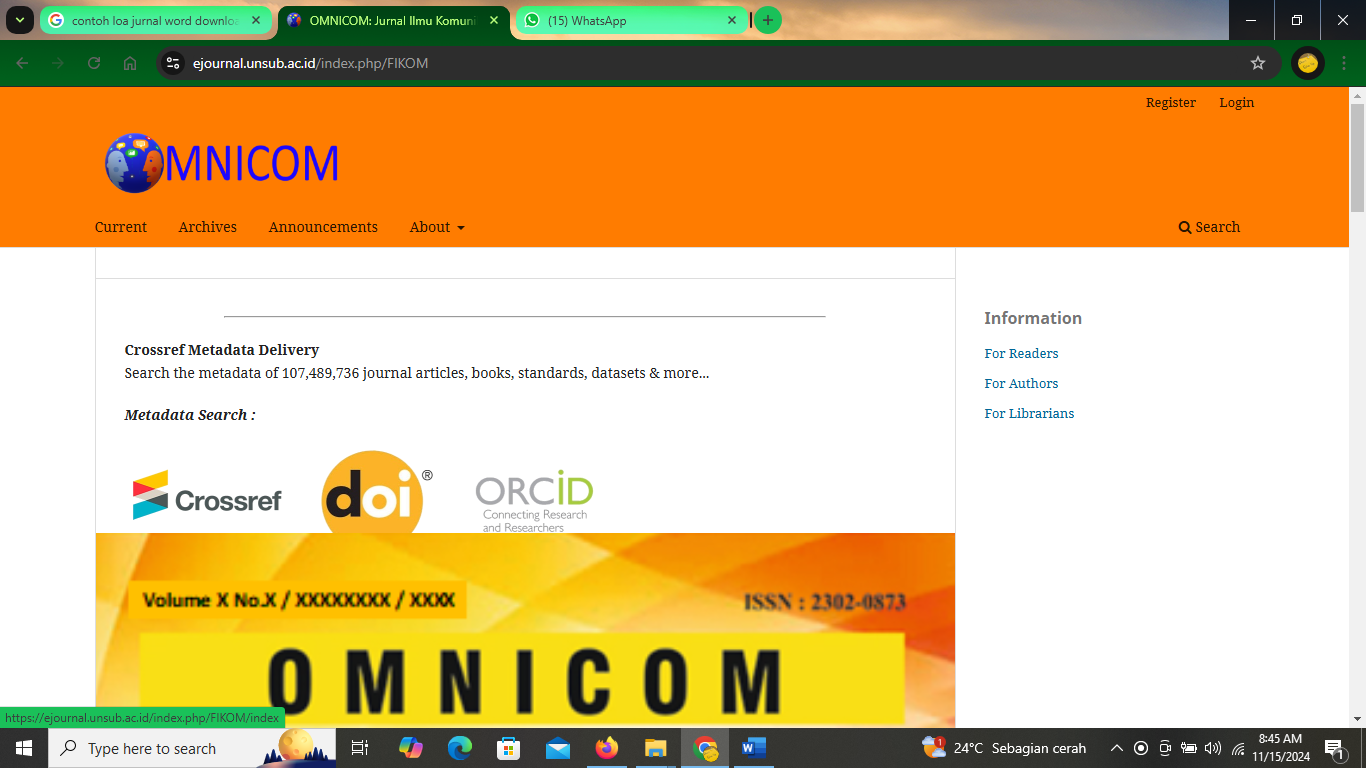 contoh loa jurnal word downlo
OMNICOM: Jurnal Ilmu Komuni
(15) WhatsApp
ejournal.unsub.ac.id/index.php/FIKOM
Register Login
OMNICOM
Current Archives Announcements About Search
Crossref Metadata Delivery
Search the metadata of 107,489,736 journal articles, books, standards, datasets & more...
Metadata Search :
Crossref
doi®
ORCID
Connecting Research
and Researchers
Information
For Readers
For Authors
For Librarians
Volume X No.X / XXXXXXXX / XXXX
ISSN : 2302-0873
OMNICOM
https://ejournal.unsub.ac.id/index.php/FIKOM/index
Type here to search
24°C Sebagian cerah
8:45 AM
11/15/2024